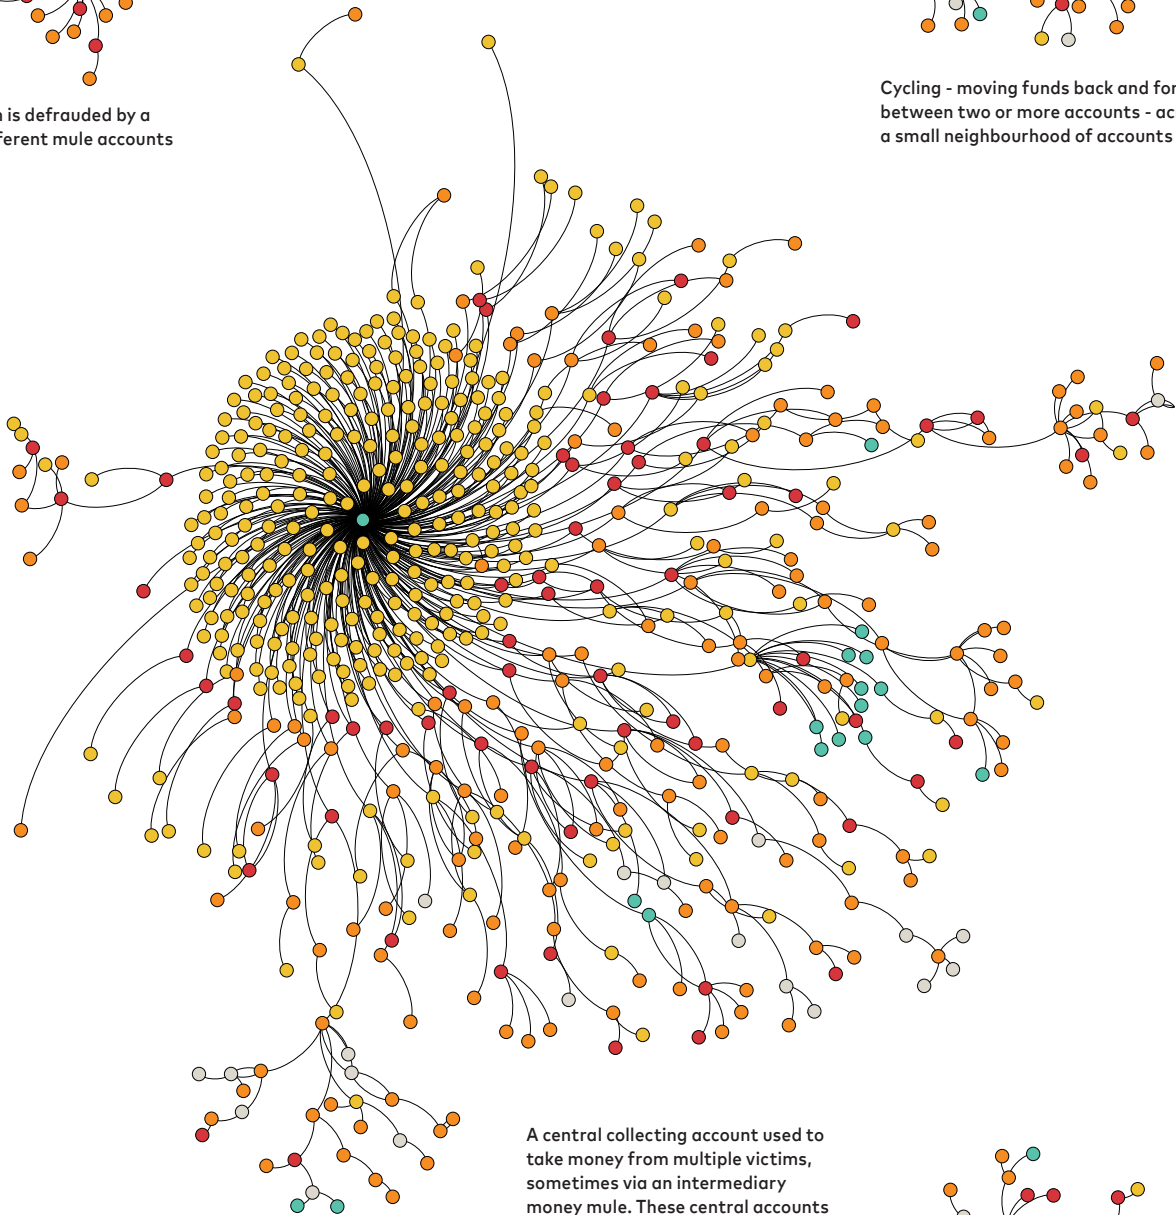 is defrauded by a
ferent mule accounts
Cycling - moving funds back and for
between two or more accounts - ac
a small neighbourhood of accounts
A central collecting account used to
take money from multiple victims,
sometimes via an intermediary
money mule. These central accounts